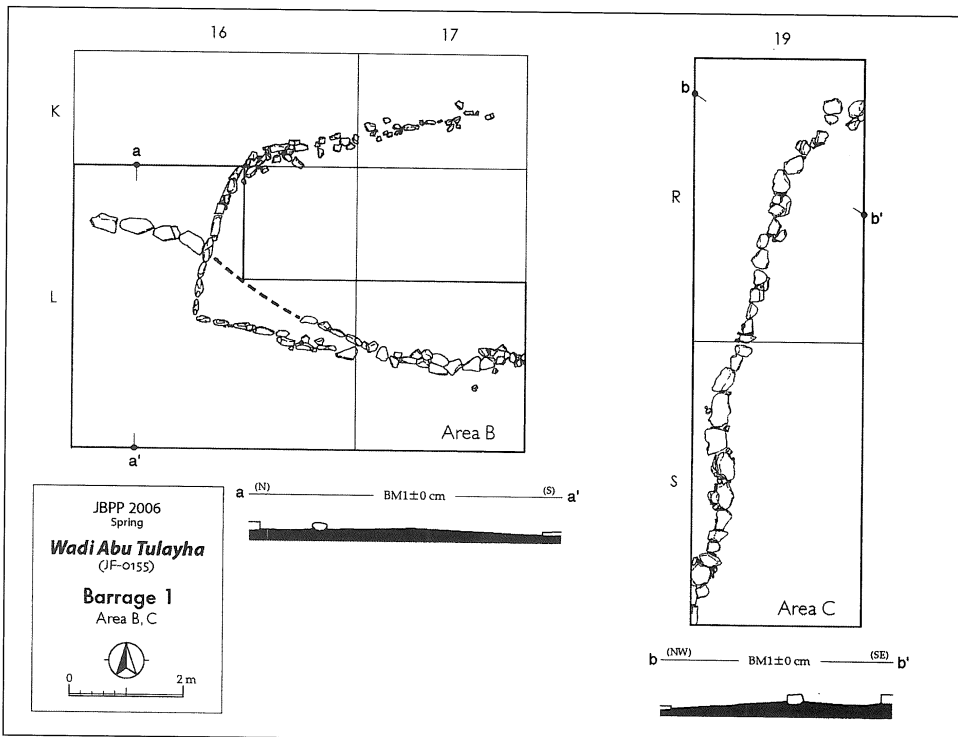 16 17 19
K
a
L
a'
Area B
b
R
b'
S
Area C
JBPP 2006
Spring
Wadi Abu Tulayha
(JF-0155)
Barrage 1
Area B, C
0 2 m
a (N) BM1±0 cm (S) a'
b (NW) BM1±0 cm (SE) b'